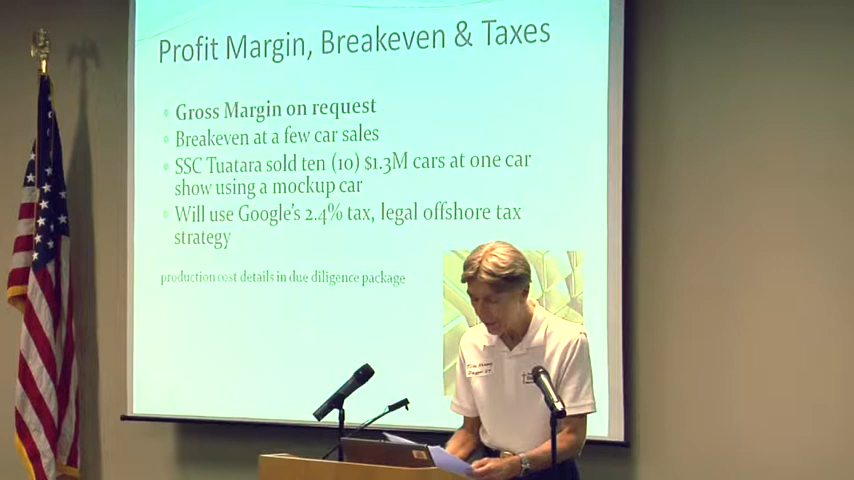 Profit Margin, Breakeven & Taxes
Gross Margin on request
Breakeven at a few car sales
SSC Tuatara sold ten (10) $1.3M cars at one car
show using a mockup car
Will use Google's 2.4% tax, legal offshore tax
strategy
production cost details in due diligence package